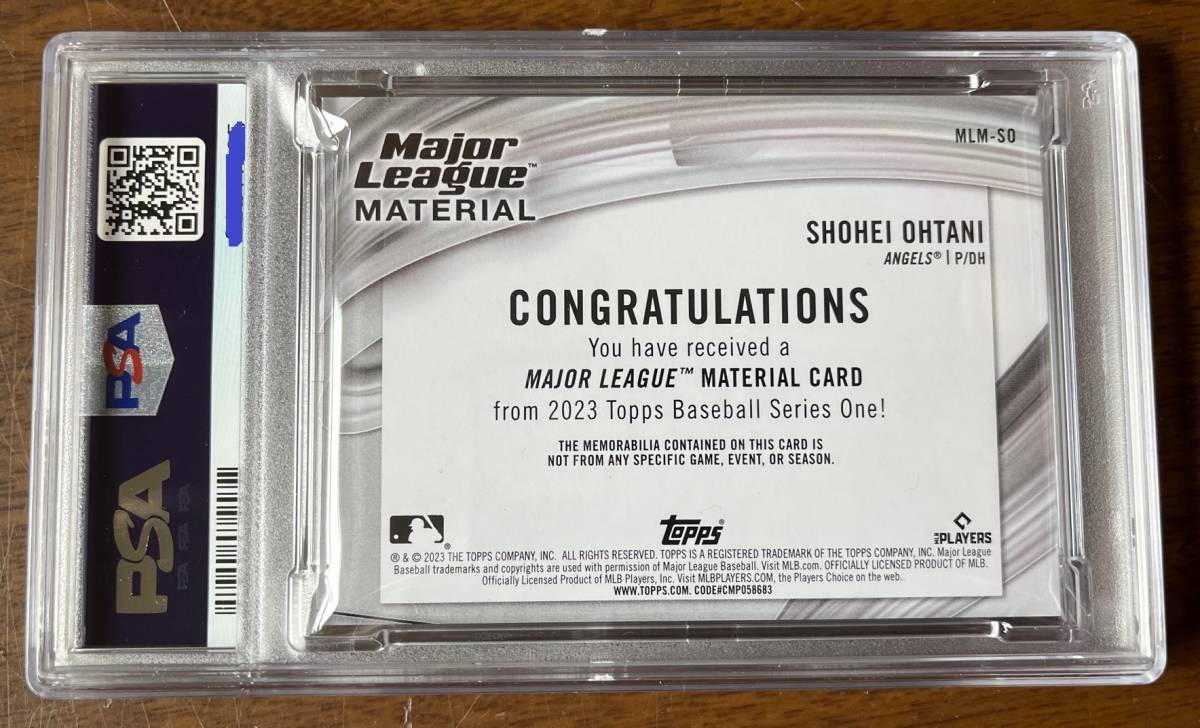 PSA
PSA
PSA PSA PSA
Major
League™
MATERIAL
MLM-SO
SHOHEI OHTANI
ANGELS® | P/DH
CONGRATULATIONS
You have received a
MAJOR LEAGUE™ MATERIAL CARD
from 2023 Topps Baseball Series One!
THE MEMORABILIA CONTAINED ON THIS CARD IS
NOT FROM ANY SPECIFIC GAME, EVENT, OR SEASON.
®
Topps®
MLB PLAYERS
® & © 2023 THE TOPPS COMPANY, INC. ALL RIGHTS RESERVED. TOPPS IS A REGISTERED TRADEMARK OF THE TOPPS COMPANY, INC. Major League
Baseball trademarks and copyrights are used with permission of Major League Baseball. Visit MLB.com. OFFICIALLY LICENSED PRODUCT OF MLB.
Officially Licensed Product of MLB Players, Inc. Visit MLBPLAYERS.COM, the Players Choice on the web.
WWW.TOPPS.COM. CODE#CMP058683